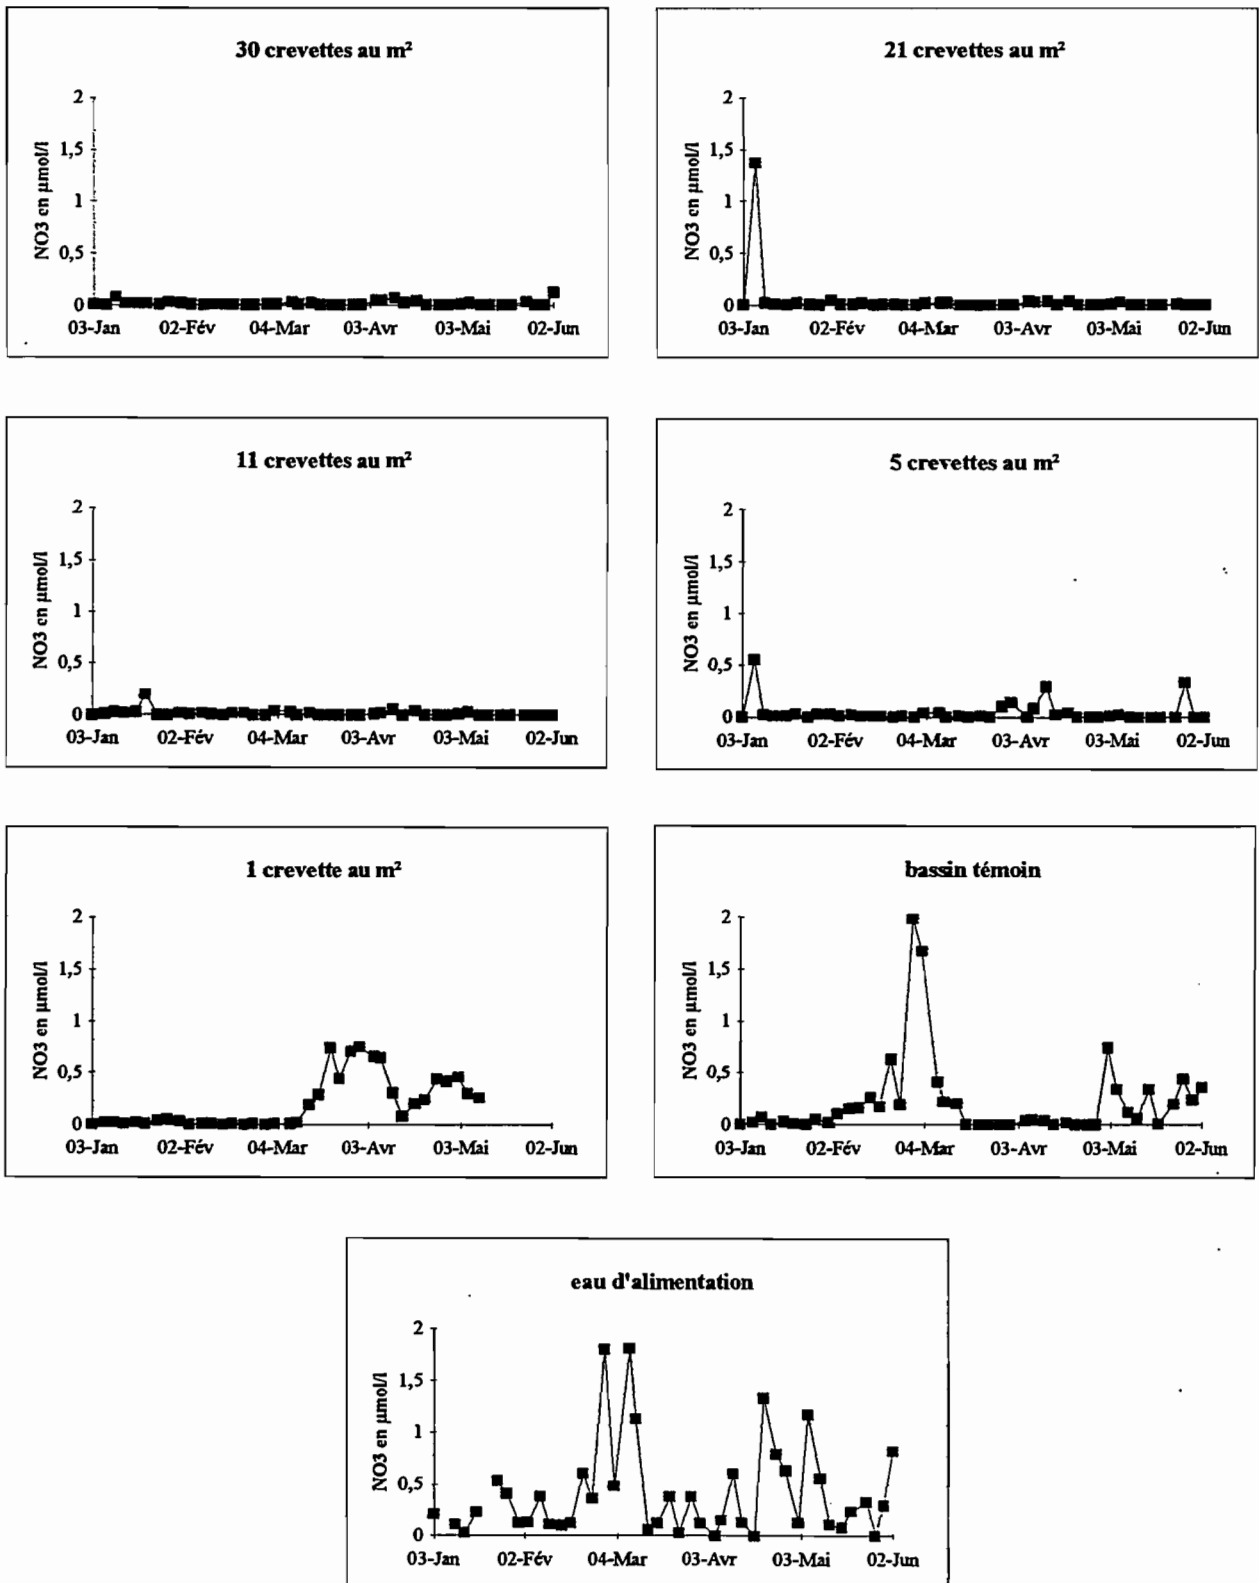 30 crevettes au m²
NO3 en µmol/l
2
1,5
1
0,5
0
03-Jan 02-Fév 04-Mar 03-Avr 03-Mai 02-Jun
21 crevettes au m²
NO3 en µmol/l
2
1,5
1
0,5
0
03-Jan 02-Fév 04-Mar 03-Avr 03-Mai 02-Jun
11 crevettes au m²
NO3 en µmol/l
2
1,5
1
0,5
0
03-Jan 02-Fév 04-Mar 03-Avr 03-Mai 02-Jun
5 crevettes au m²
NO3 en µmol/l
2
1,5
1
0,5
0
03-Jan 02-Fév 04-Mar 03-Avr 03-Mai 02-Jun
1 crevette au m²
NO3 en µmol/l
2
1,5
1
0,5
0
03-Jan 02-Fév 04-Mar 03-Avr 03-Mai 02-Jun
bassin témoin
NO3 en µmol/l
2
1,5
1
0,5
0
03-Jan 02-Fév 04-Mar 03-Avr 03-Mai 02-Jun
eau d'alimentation
NO3 en µmol/l
2
1,5
1
0,5
0
03-Jan 02-Fév 04-Mar 03-Avr 03-Mai 02-Jun